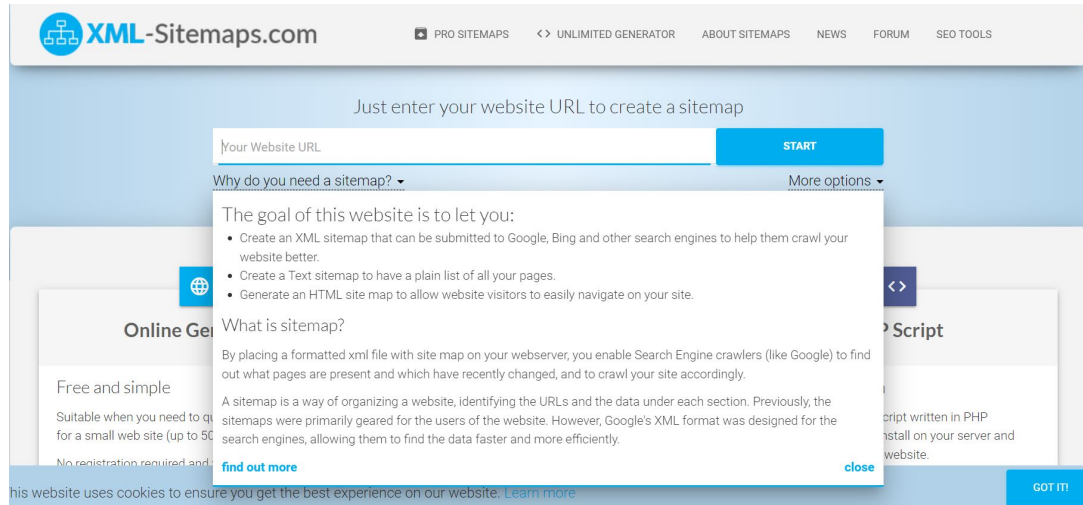 XML-Sitemaps.com
PRO SITEMAPS
UNLIMITED GENERATOR
ABOUT SITEMAPS
NEWS
FORUM
SEO TOOLS
Just enter your website URL to create a sitemap
Your Website URL
START
Why do you need a sitemap?
More options
The goal of this website is to let you:
• Create an XML sitemap that can be submitted to Google, Bing and other search engines to help them crawl your
website better.
• Create a Text sitemap to have a plain list of all your pages.
• Generate an HTML site map to allow website visitors to easily navigate on your site.
What is sitemap?
By placing a formatted xml file with site map on your webserver, you enable Search Engine crawlers (like Google) to find
out what pages are present and which have recently changed, and to crawl your site accordingly.
A sitemap is a way of organizing a website, identifying the URLs and the data under each section. Previously, the
sitemaps were primarily geared for the users of the website. However, Google's XML format was designed for the
search engines, allowing them to find the data faster and more efficiently.
find out more
close
Online
Free and simple
Suitable when you need to
for a small web site (up to
No registration required and
Script
written in PHP
on your server and
website.
his website uses cookies to ensure you get the best experience on our website. Learn more
GOT IT!